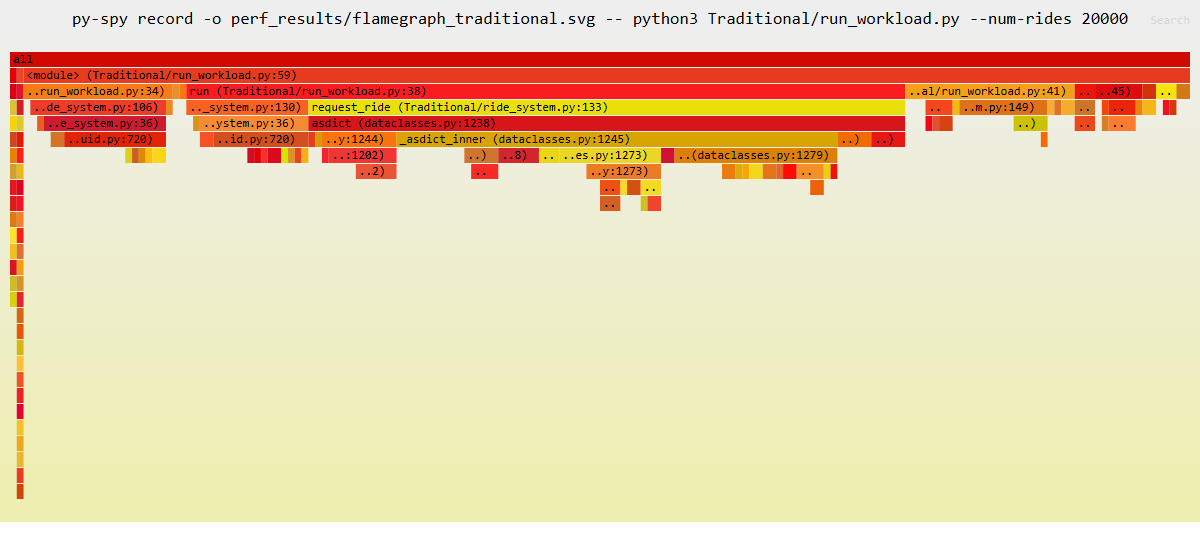 py-spy record -o perf_results/flamegraph_traditional.svg -- python3 Traditional/run_workload.py --num-rides 20000 Search
all
<module> (Traditional/run_workload.py:59)
..run_workload.py:34) run (Traditional/run_workload.py:38) ..al/run_workload.py:41) .. ..45) ..
..de_system.py:106) .._system.py:130) request_ride (Traditional/ride_system.py:133) .. ..m.py:149) .. ..
..e_system.py:36) ..ystem.py:36) asdict (dataclasses.py:1238) ..) .. ..
..uid.py:720) ..id.py:720) ..y:1244) _asdict_inner (dataclasses.py:1245) ..) ..)
..:1202) ..) ..8) .. ..es.py:1273) ..(dataclasses.py:1279)
..2) .. ..y:1273) ..
.. ..
..